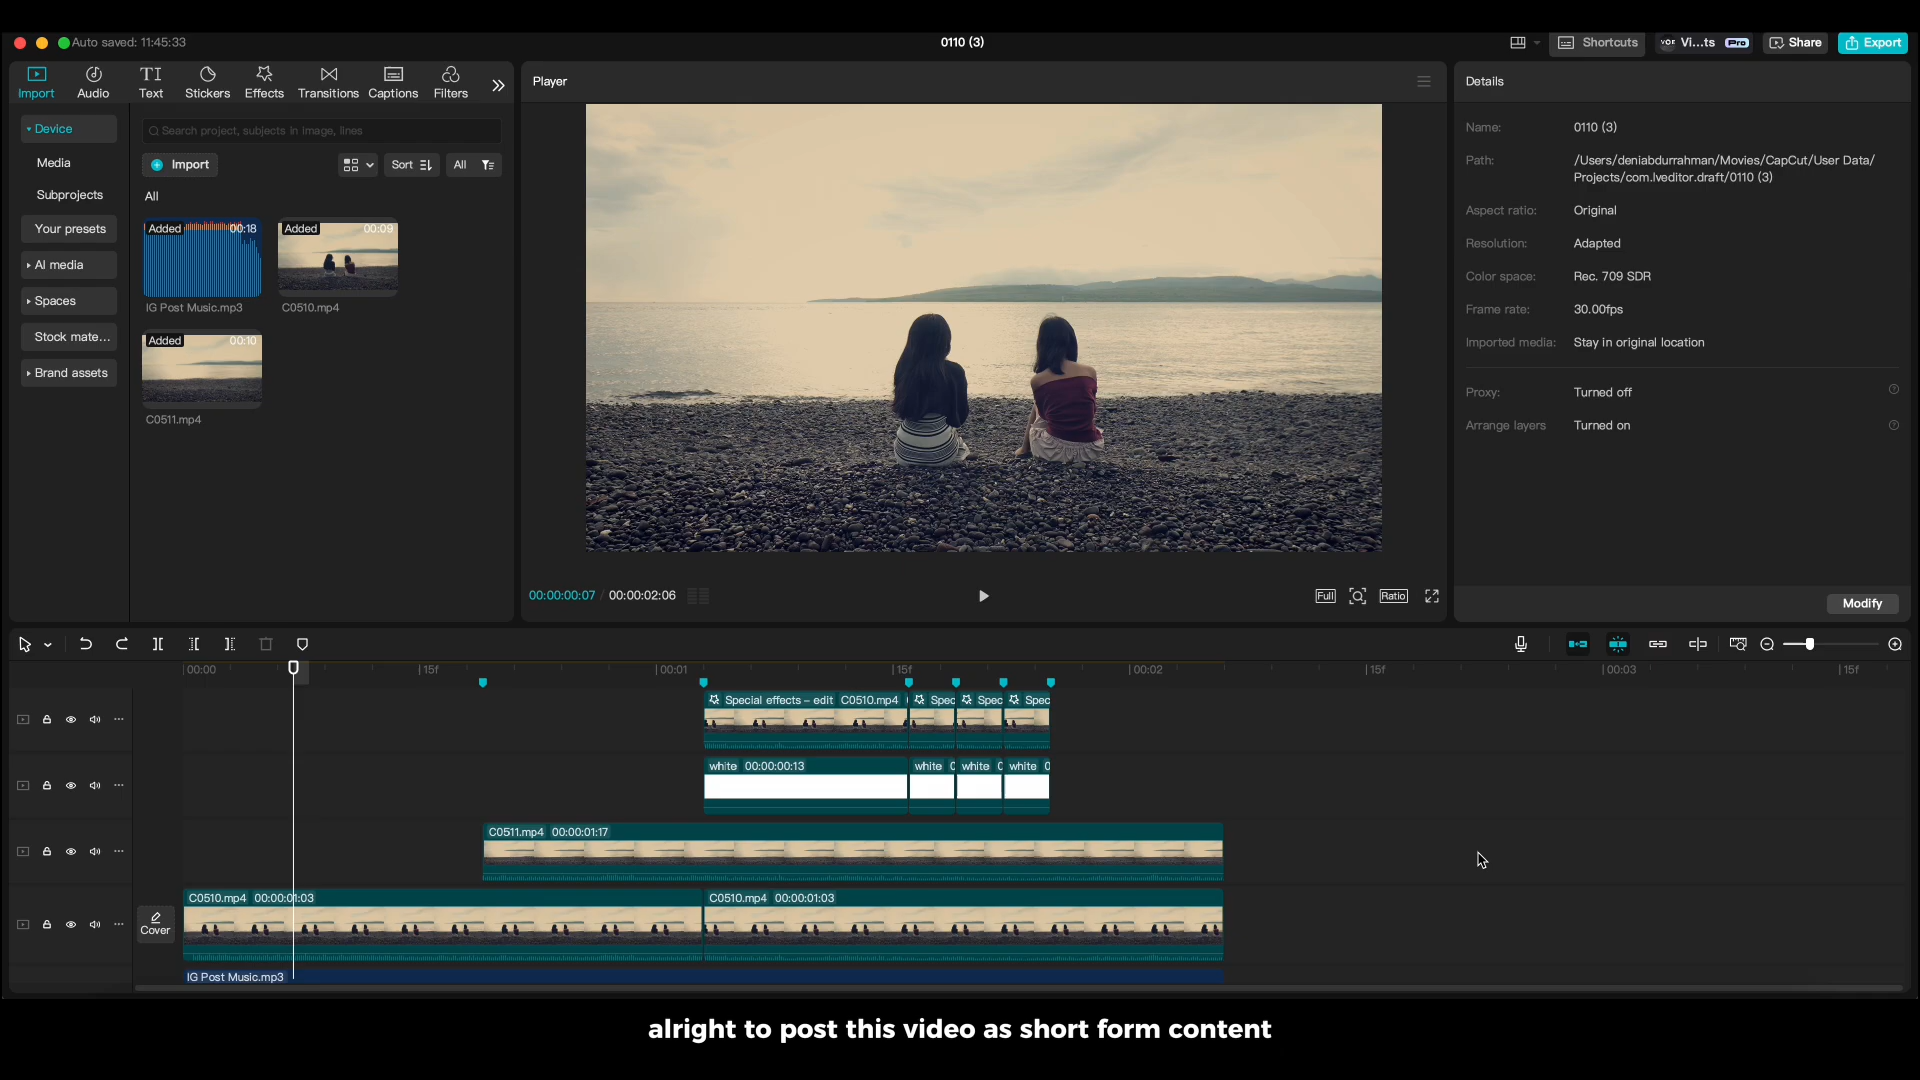 Auto saved: 11:45:33
0110 (3)
Shortcuts
VOE
Vi...ts
Pro
Share
Export
Import
Audio
TI
Text
Stickers
Effects
Transitions
Captions
Filters
Device
Media
Subprojects
Your presets
AI media
Spaces
Stock mate...
Brand assets
Search project, subjects in image, lines
Import
Sort
All
All
Added
00:18
IG Post Music.mp3
Added
00:09
C0510.mp4
Added
00:10
C0511.mp4
Player
00:00:00:07 / 00:00:02:06
Full
Ratio
Details
Name: 0110 (3)
Path: /Users/deniabdurrahman/Movies/CapCut/User Data/
Projects/com.lveditor.draft/0110 (3)
Aspect ratio: Original
Resolution: Adapted
Color space: Rec. 709 SDR
Frame rate: 30.00fps
Imported media: Stay in original location
Proxy: Turned off
Arrange layers Turned on
Modify
00:00
15f
00:01
15f
00:02
15f
00:03
15f
Special effects – edit C0510.mp4
Spec
Spec
Spec
white 00:00:00:13
white 0
white 0
white 0
C0511.mp4 00:00:01:17
C0510.mp4 00:00:01:03
C0510.mp4 00:00:01:03
Cover
IG Post Music.mp3
alright to post this video as short form content